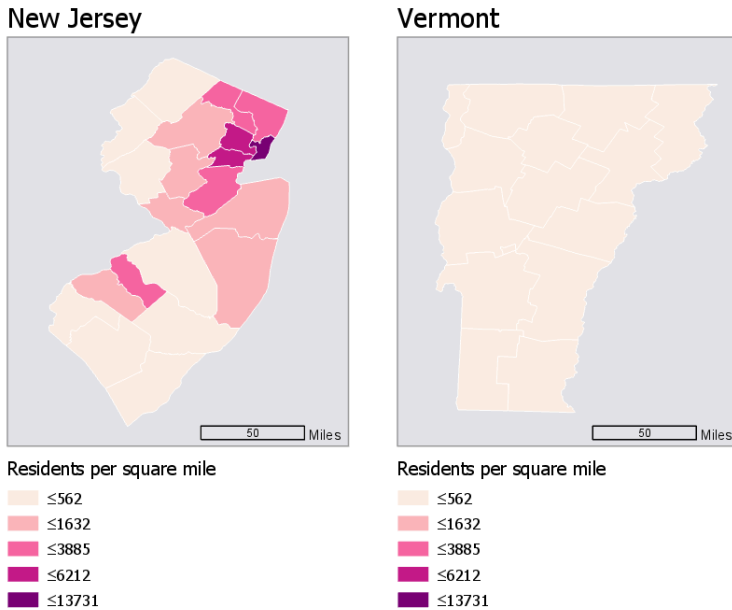 New Jersey
50 Miles
Residents per square mile
≤562
≤1632
≤3885
≤6212
≤13731
Vermont
50 Miles
Residents per square mile
≤562
≤1632
≤3885
≤6212
≤13731